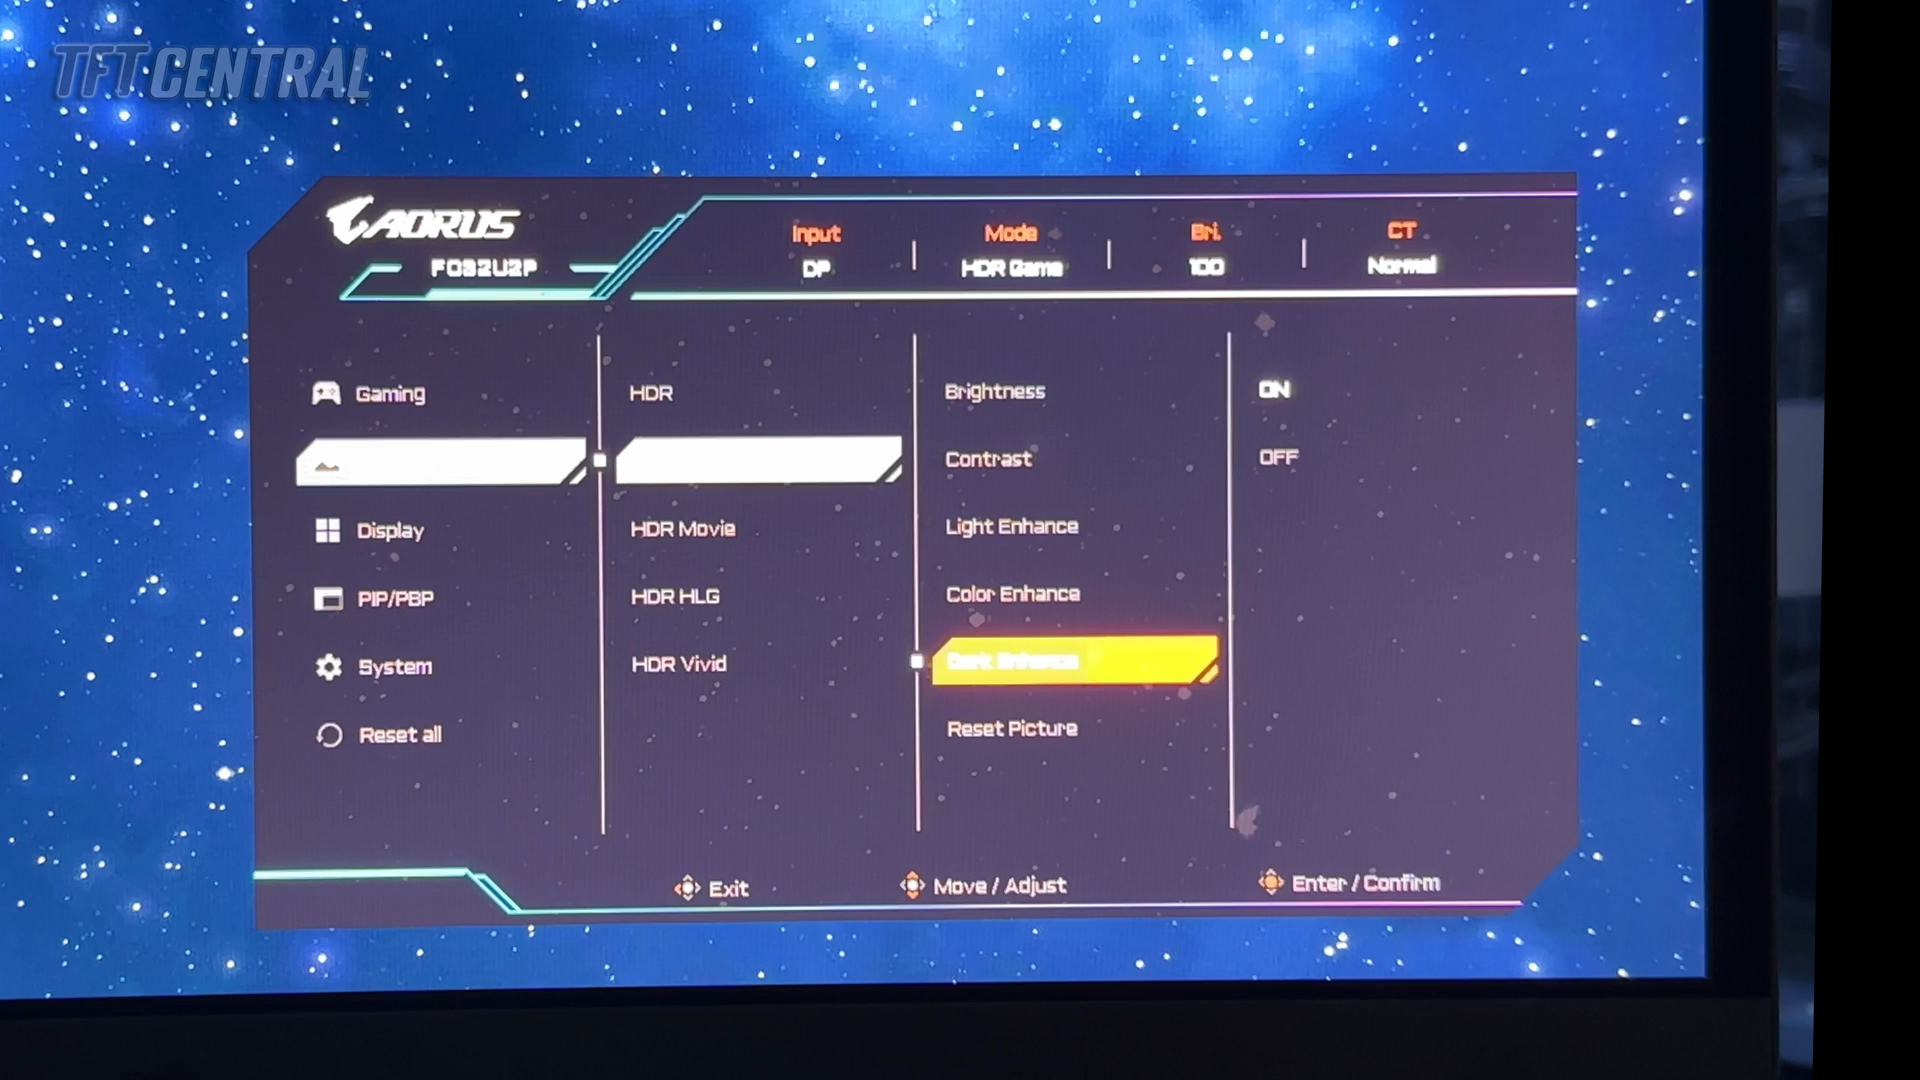 TFTCENTRAL
AORUS
FO32U2P
Input
DP
Mode
HDR Game
Bri.
100
CT
Normal
Gaming
Display
PIP/PBP
System
Reset all
HDR
HDR Movie
HDR HLG
HDR Vivid
Brightness
Contrast
Light Enhance
Color Enhance
Dark Enhance
Reset Picture
ON
OFF
Exit
Move / Adjust
Enter / Confirm